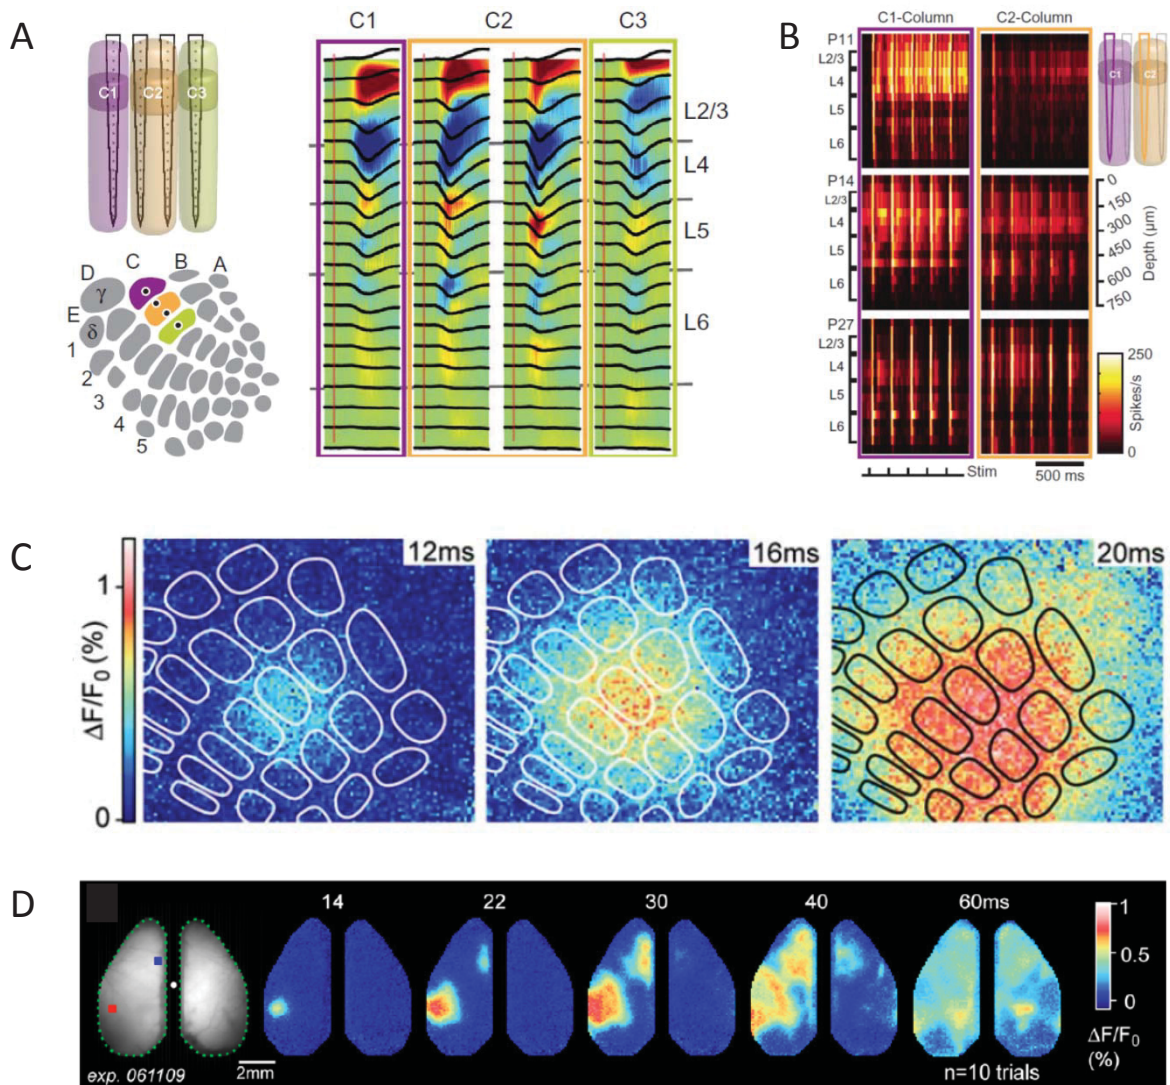 A
C1 C2 C3
C1 C2 C3
L2/3
L4
L5
L6
D C B A
γ
E
δ
1
2
3
4
5
B
C1-Column C2-Column
P11
L2/3
L4
L5
L6
P14
L2/3
L4
L5
L6
P27
L2/3
L4
L5
L6
C1 C2
0
150
300
450
600
750
Depth (µm)
250
0
Spikes/s
Stim
500 ms
C
ΔF/F0 (%)
1
0
12ms
16ms
20ms
D
14 22 30 40 60ms
1
0.5
0
ΔF/F0
(%)
exp. 061109
2mm
n=10 trials